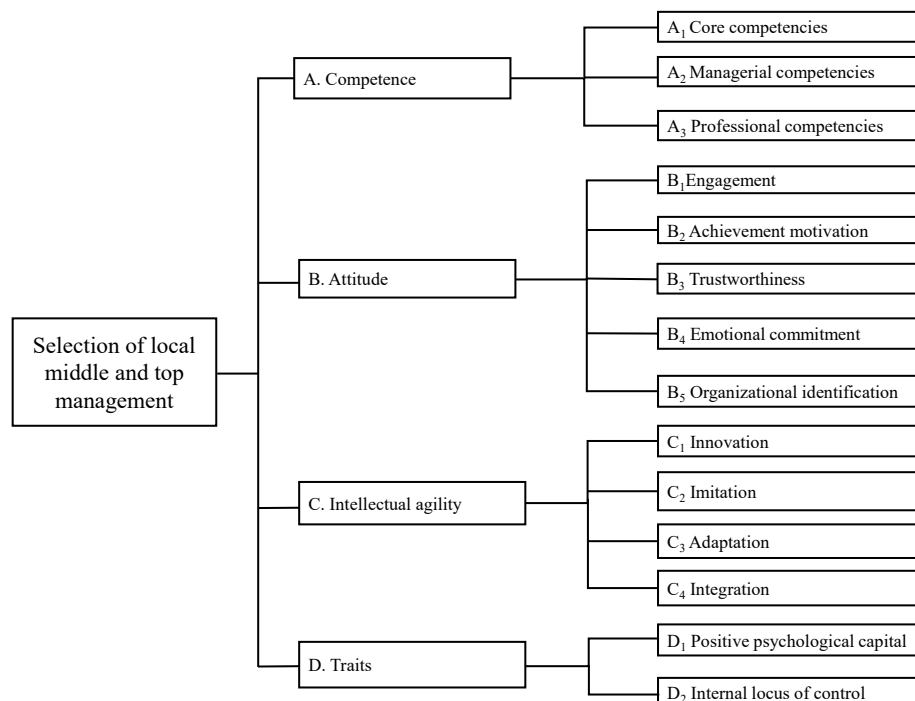 Selection of local
middle and top
management
A. Competence
A₁ Core competencies
A₂ Managerial competencies
A₃ Professional competencies
B. Attitude
B₁Engagement
B₂ Achievement motivation
B₃ Trustworthiness
B₄ Emotional commitment
B₅ Organizational identification
C. Intellectual agility
C₁ Innovation
C₂ Imitation
C₃ Adaptation
C₄ Integration
D. Traits
D₁ Positive psychological capital
D₂ Internal locus of control